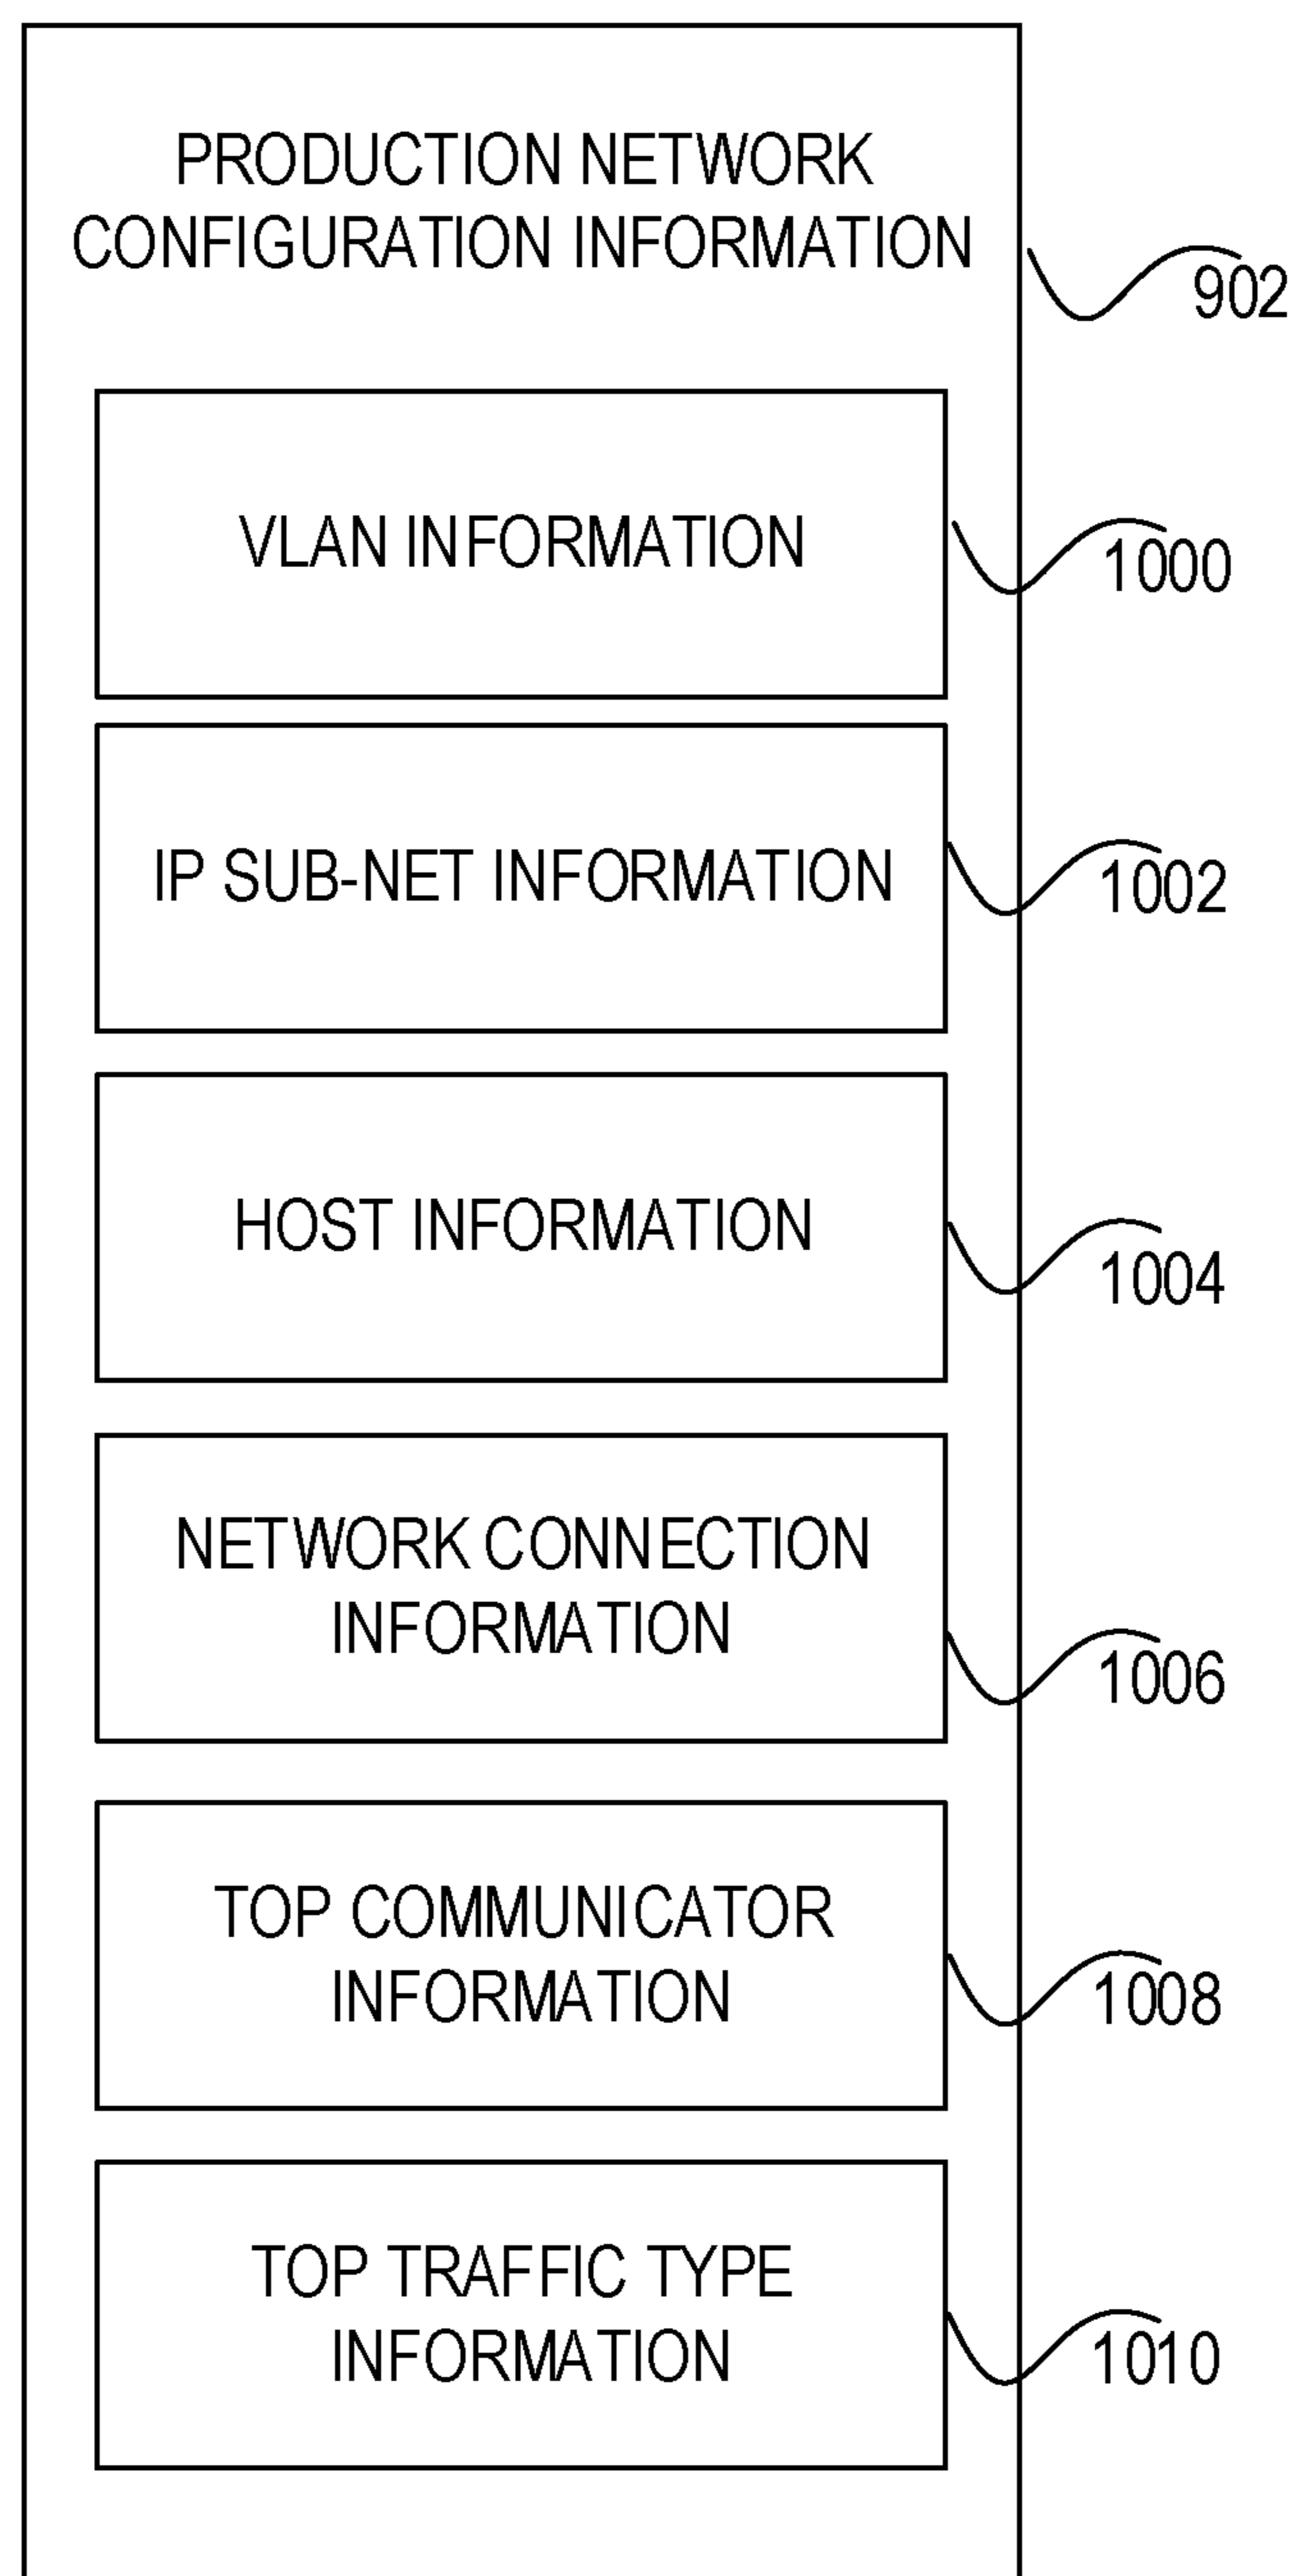 PRODUCTION NETWORK
CONFIGURATION INFORMATION
902
VLAN INFORMATION
1000
IP SUB-NET INFORMATION
1002
HOST INFORMATION
1004
NETWORK CONNECTION
INFORMATION
1006
TOP COMMUNICATOR
INFORMATION
1008
TOP TRAFFIC TYPE
INFORMATION
1010